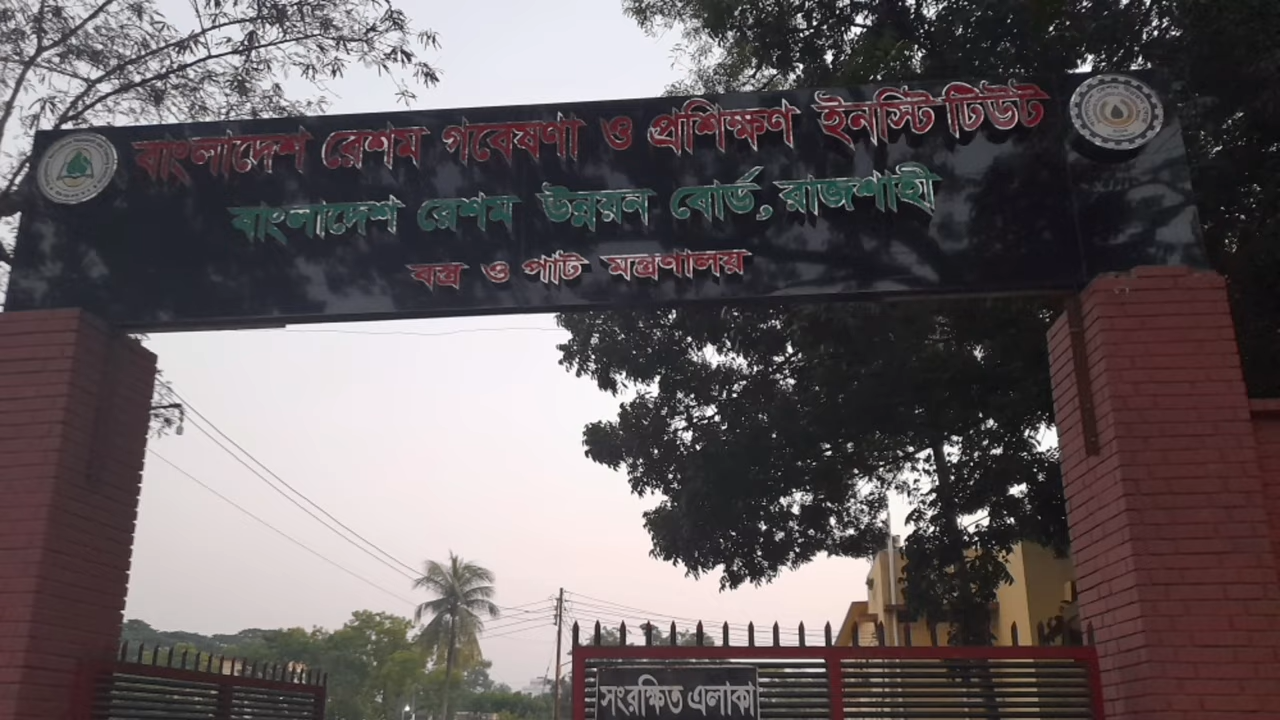 বাংলাদেশ রেশম গবেষণা ও প্রশিক্ষণ ইনস্টিটিউট
বাংলাদেশ রেশম উন্নয়ন বোর্ড, রাজশাহী
বস্ত্র ও পাট মন্ত্রণালয়
সংরক্ষিত এলাকা